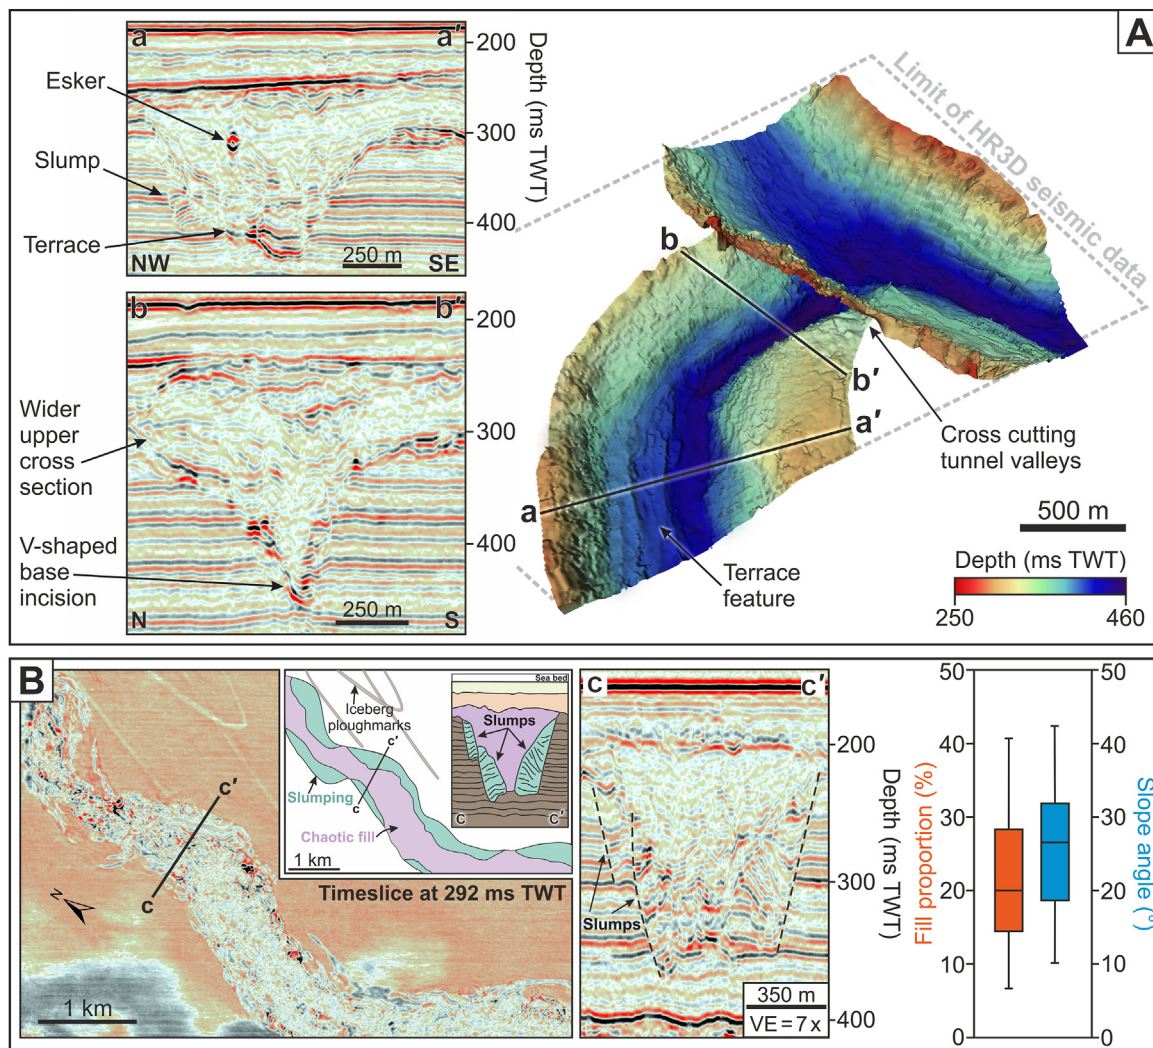 A
a
a′
Esker
Slump
Terrace
NW
250 m
SE
200
300
400
Depth (ms TWT)
b
b′
Wider
upper
cross
section
V-shaped
base
incision
N
250 m
S
200
300
400
Limit of HR3D seismic data
b
b′
a′
a
Cross cutting
tunnel valleys
Terrace
feature
500 m
Depth (ms TWT)
250
460
B
c′
c
N
1 km
Iceberg
ploughmarks
c′
c
Slumping
Chaotic fill
1 km
Sea bed
Slumps
C
C′
Timeslice at 292 ms TWT
c
c′
Slumps
350 m
VE = 7 x
200
300
400
Depth (ms TWT)
Fill proportion (%)
50
40
30
20
10
0
50
40
30
20
10
0
Slope angle (°)